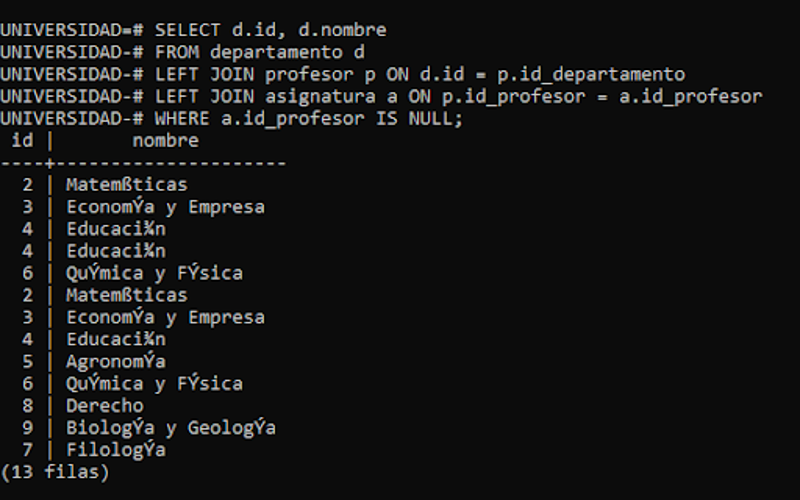 UNIVERSIDAD=# SELECT d.id, d.nombre
UNIVERSIDAD-# FROM departamento d
UNIVERSIDAD-# LEFT JOIN profesor p ON d.id = p.id_departamento
UNIVERSIDAD-# LEFT JOIN asignatura a ON p.id_profesor = a.id_profesor
UNIVERSIDAD-# WHERE a.id_profesor IS NULL;
 id |       nombre
----+---------------------
  2 | Matemßticas
  3 | EconomÝa y Empresa
  4 | Educaci¾n
  4 | Educaci¾n
  6 | QuÝmica y FÝsica
  2 | Matemßticas
  3 | EconomÝa y Empresa
  4 | Educaci¾n
  5 | AgronomÝa
  6 | QuÝmica y FÝsica
  8 | Derecho
  9 | BiologÝa y GeologÝa
  7 | FilologÝa
(13 filas)